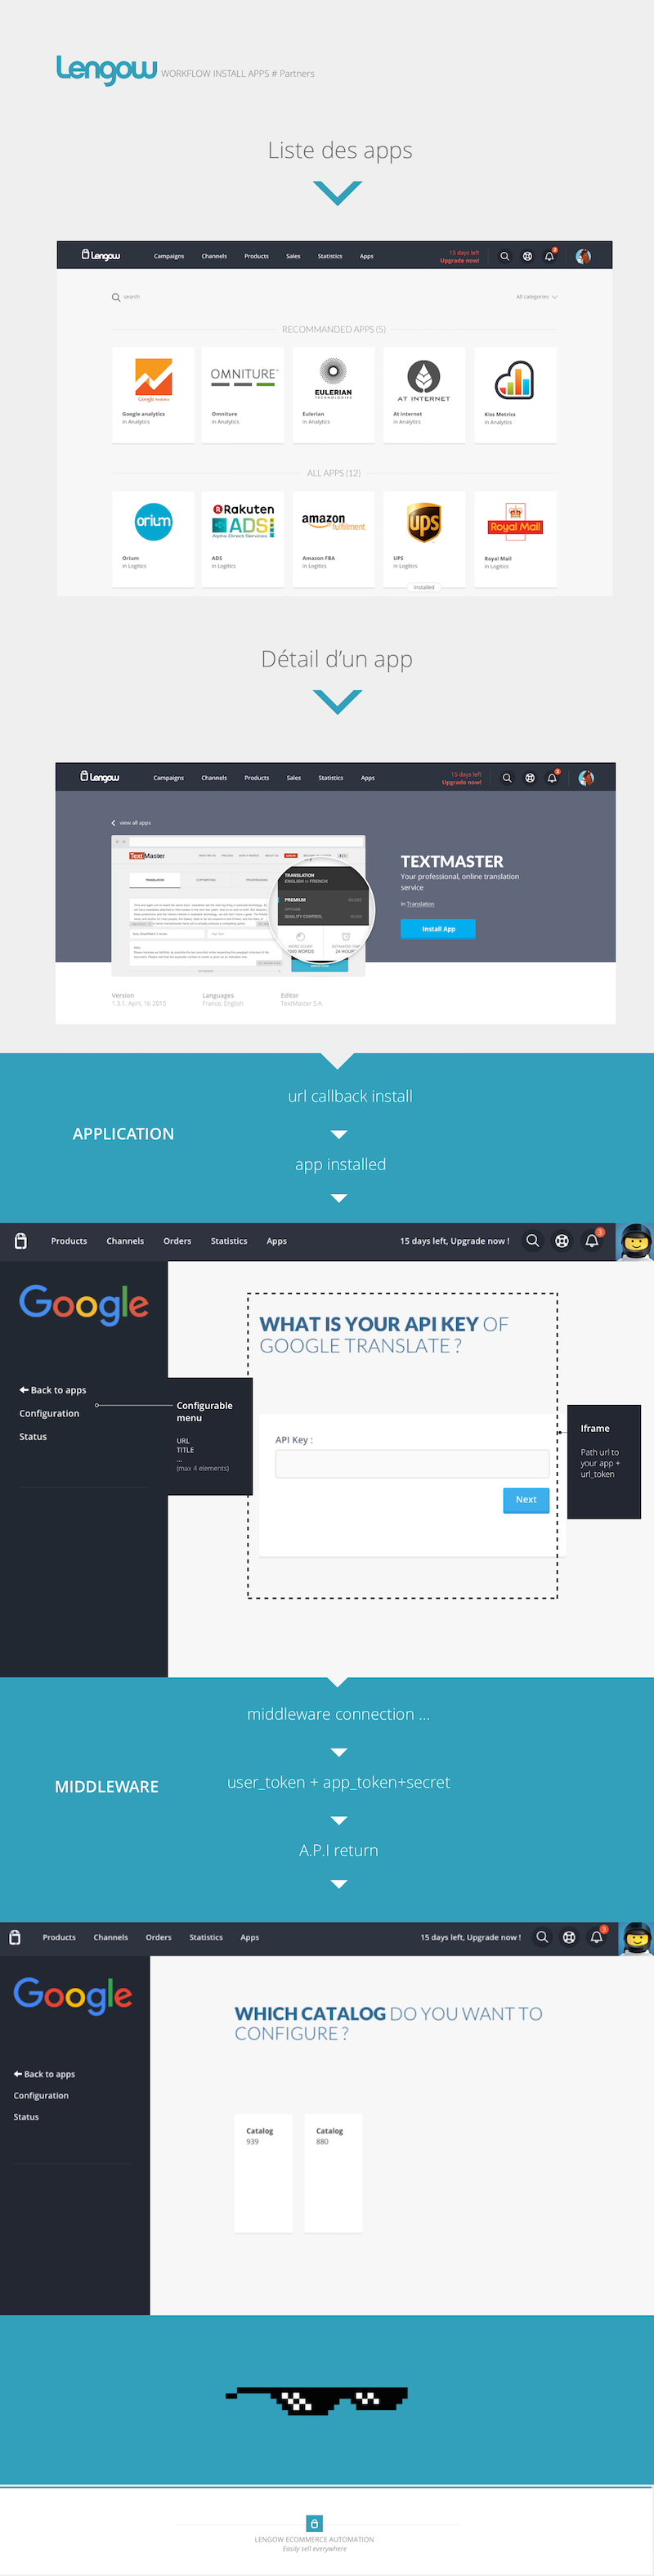 Lengow WORKFLOW INSTALL APPS # Partners
Liste des apps
Lengow Campaigns Channels Products Sales Statistics Apps 15 days left
Upgrade now!
search All categories
RECOMMANDED APPS (5)
Google Analytics
OMNITURE
EULERIAN
TECHNOLOGIES
AT INTERNET
Google analytics Omniture Eulerian At internet Kiss Metrics
in Analytics in Analytics in Analytics in Analytics in Analytics
ALL APPS (12)
orium
Rakuten
ADS
Alpha Direct Services
amazon
fulfillment
ups
Royal Mail
Orium ADS Amazon FBA UPS Royal Mail
in Logitics in Logitics in Logitics in Logitics in Logitics
Installed
Détail d'un app
Lengow Campaigns Channels Products Sales Statistics Apps 15 days left
Upgrade now!
view all apps
TextMaster
TRANSLATION COPYWRITING
TRANSLATION
ENGLISH to FRENCH
PREMIUM
OPTIONS
QUALITY CONTROL
WORD COUNT
ESTIMATED TIME
TEXTMASTER
Your professional, online translation
service
in Translation
Install App
Version Languages Editor
1.3.1. April, 16 2015 France, English TextMaster S.A.
url callback install
APPLICATION
app installed
Products Channels Orders Statistics Apps 15 days left, Upgrade now ! 3
Google
WHAT IS YOUR API KEY OF
GOOGLE TRANSLATE ?
Back to apps
Configuration
Status
Configurable
menu
URL
TITLE
...
(max 4 elements)
API Key :
Next
Iframe
Path url to
your app +
url_token
middleware connection ...
MIDDLEWARE
user_token + app_token+secret
A.P.I return
Products Channels Orders Statistics Apps 15 days left, Upgrade now ! 3
Google
WHICH CATALOG DO YOU WANT TO
CONFIGURE ?
Back to apps
Configuration
Status
Catalog Catalog
939 880
LENGOW ECOMMERCE AUTOMATION
Easily sell everywhere